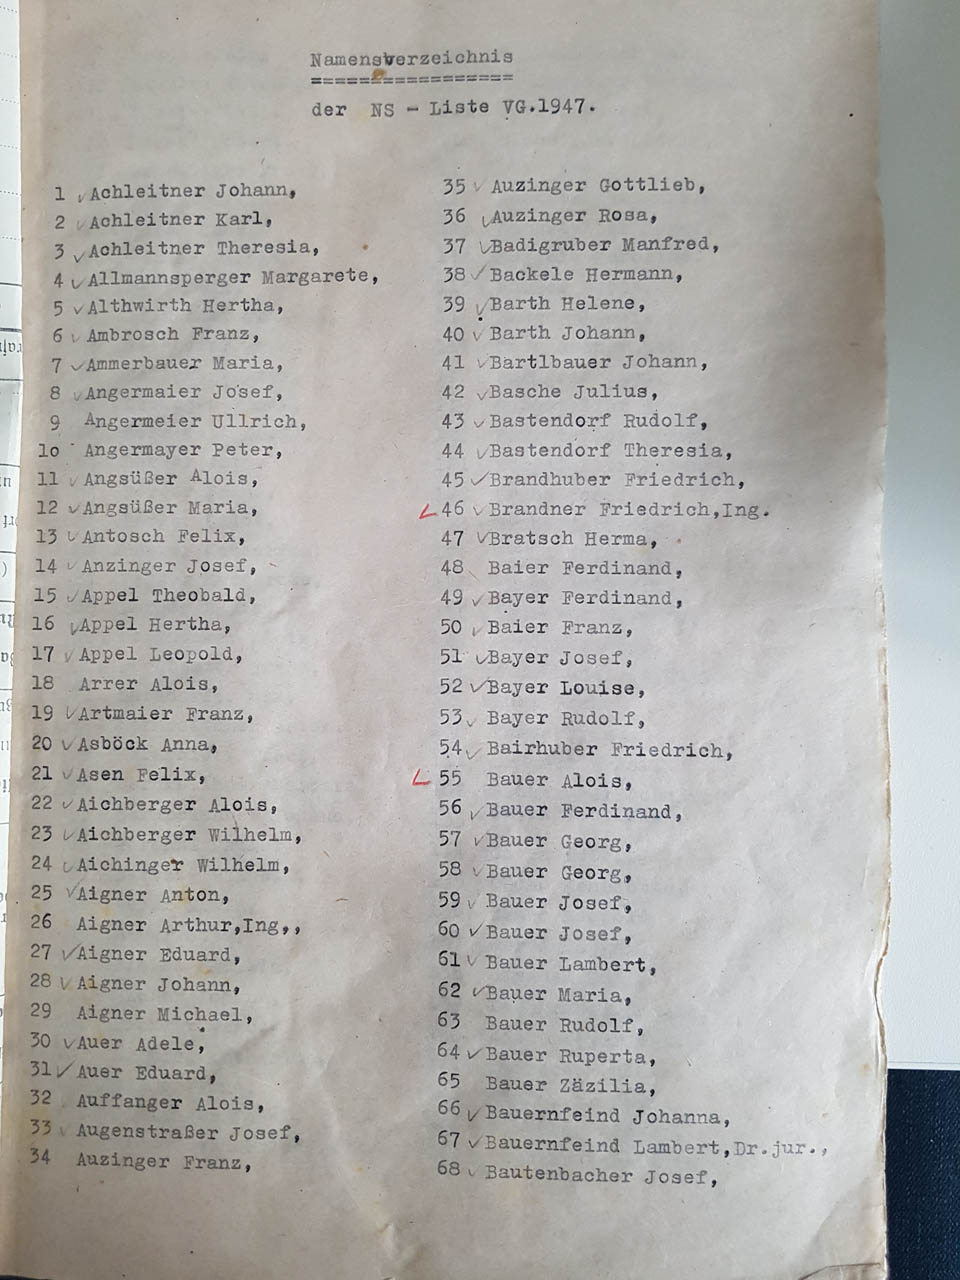 Namensverzeichnis
=================
der NS - Liste VG.1947.
1 ✓ Achleitner Johann,
2 ✓ Achleitner Karl,
3 ✓ Achleitner Theresia,
4 ✓ Allmannsperger Margarete,
5 ✓ Althwirth Hertha,
6 ✓ Ambrosch Franz,
7 ✓ Ammerbauer Maria,
8 ✓ Angermaier Josef,
9 Angermeier Ullrich,
lo Angermayer Peter,
11 ✓ Angsüßer Alois,
12 ✓ Angsüßer Maria,
13 ✓ Antosch Felix,
14 ✓ Anzinger Josef,
15 ✓ Appel Theobald,
16 ✓ Appel Hertha,
17 ✓ Appel Leopold,
18 Arrer Alois,
19 ✓ Artmaier Franz,
20 ✓ Asböck Anna,
21 ✓ Asen Felix,
22 ✓ Aichberger Alois,
23 ✓ Aichberger Wilhelm,
24 ✓ Aichinger Wilhelm,
25 ✓ Aigner Anton,
26 Aigner Arthur,Ing,,
27 ✓ Aigner Eduard,
28 ✓ Aigner Johann,
29 Aigner Michael,
30 ✓ Auer Adele,
31 ✓ Auer Eduard,
32 Auffanger Alois,
33 ✓ Augenstraßer Josef,
34 Auzinger Franz,
35 ✓ Auzinger Gottlieb,
36 ✓ Auzinger Rosa,
37 ✓ Badigruber Manfred,
38 ✓ Backele Hermann,
39 ✓ Barth Helene,
40 ✓ Barth Johann,
41 ✓ Bartlbauer Johann,
42 ✓ Basche Julius,
43 ✓ Bastendorf Rudolf,
44 ✓ Bastendorf Theresia,
45 ✓ Brandhuber Friedrich,
46 ✓ Brandner Friedrich,Ing.
47 ✓ Bratsch Herma,
48 Baier Ferdinand,
49 ✓ Bayer Ferdinand,
50 ✓ Baier Franz,
51 ✓ Bayer Josef,
52 ✓ Bayer Louise,
53 ✓ Bayer Rudolf,
54 ✓ Bairhuber Friedrich,
55 Bauer Alois,
56 ✓ Bauer Ferdinand,
57 ✓ Bauer Georg,
58 ✓ Bauer Georg,
59 ✓ Bauer Josef,
60 ✓ Bauer Josef,
61 ✓ Bauer Lambert,
62 ✓ Bauer Maria,
63 Bauer Rudolf,
64 ✓ Bauer Ruperta,
65 Bauer Zäzilia,
66 ✓ Bauernfeind Johanna,
67 ✓ Bauernfeind Lambert,Dr.jur.,
68 ✓ Bautenbacher Josef,